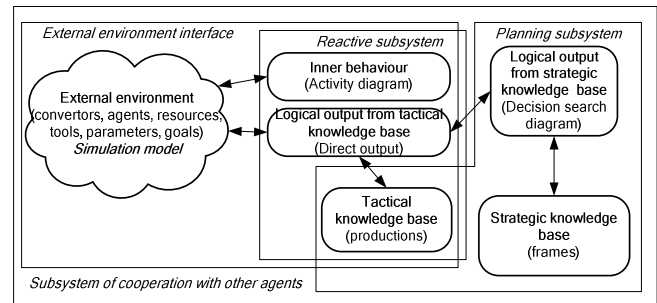 External environment interface
Reactive subsystem
Planning subsystem
Inner behaviour
(Activity diagram)
External environment
(convertors, agents, resources,
tools, parameters, goals)
Simulation model
Logical output from tactical
knowledge base
(Direct output)
Logical output
from strategic
knowledge base
(Decision search
diagram)
Tactical
knowledge base
(productions)
Strategic knowledge
base
(frames)
Subsystem of cooperation with other agents